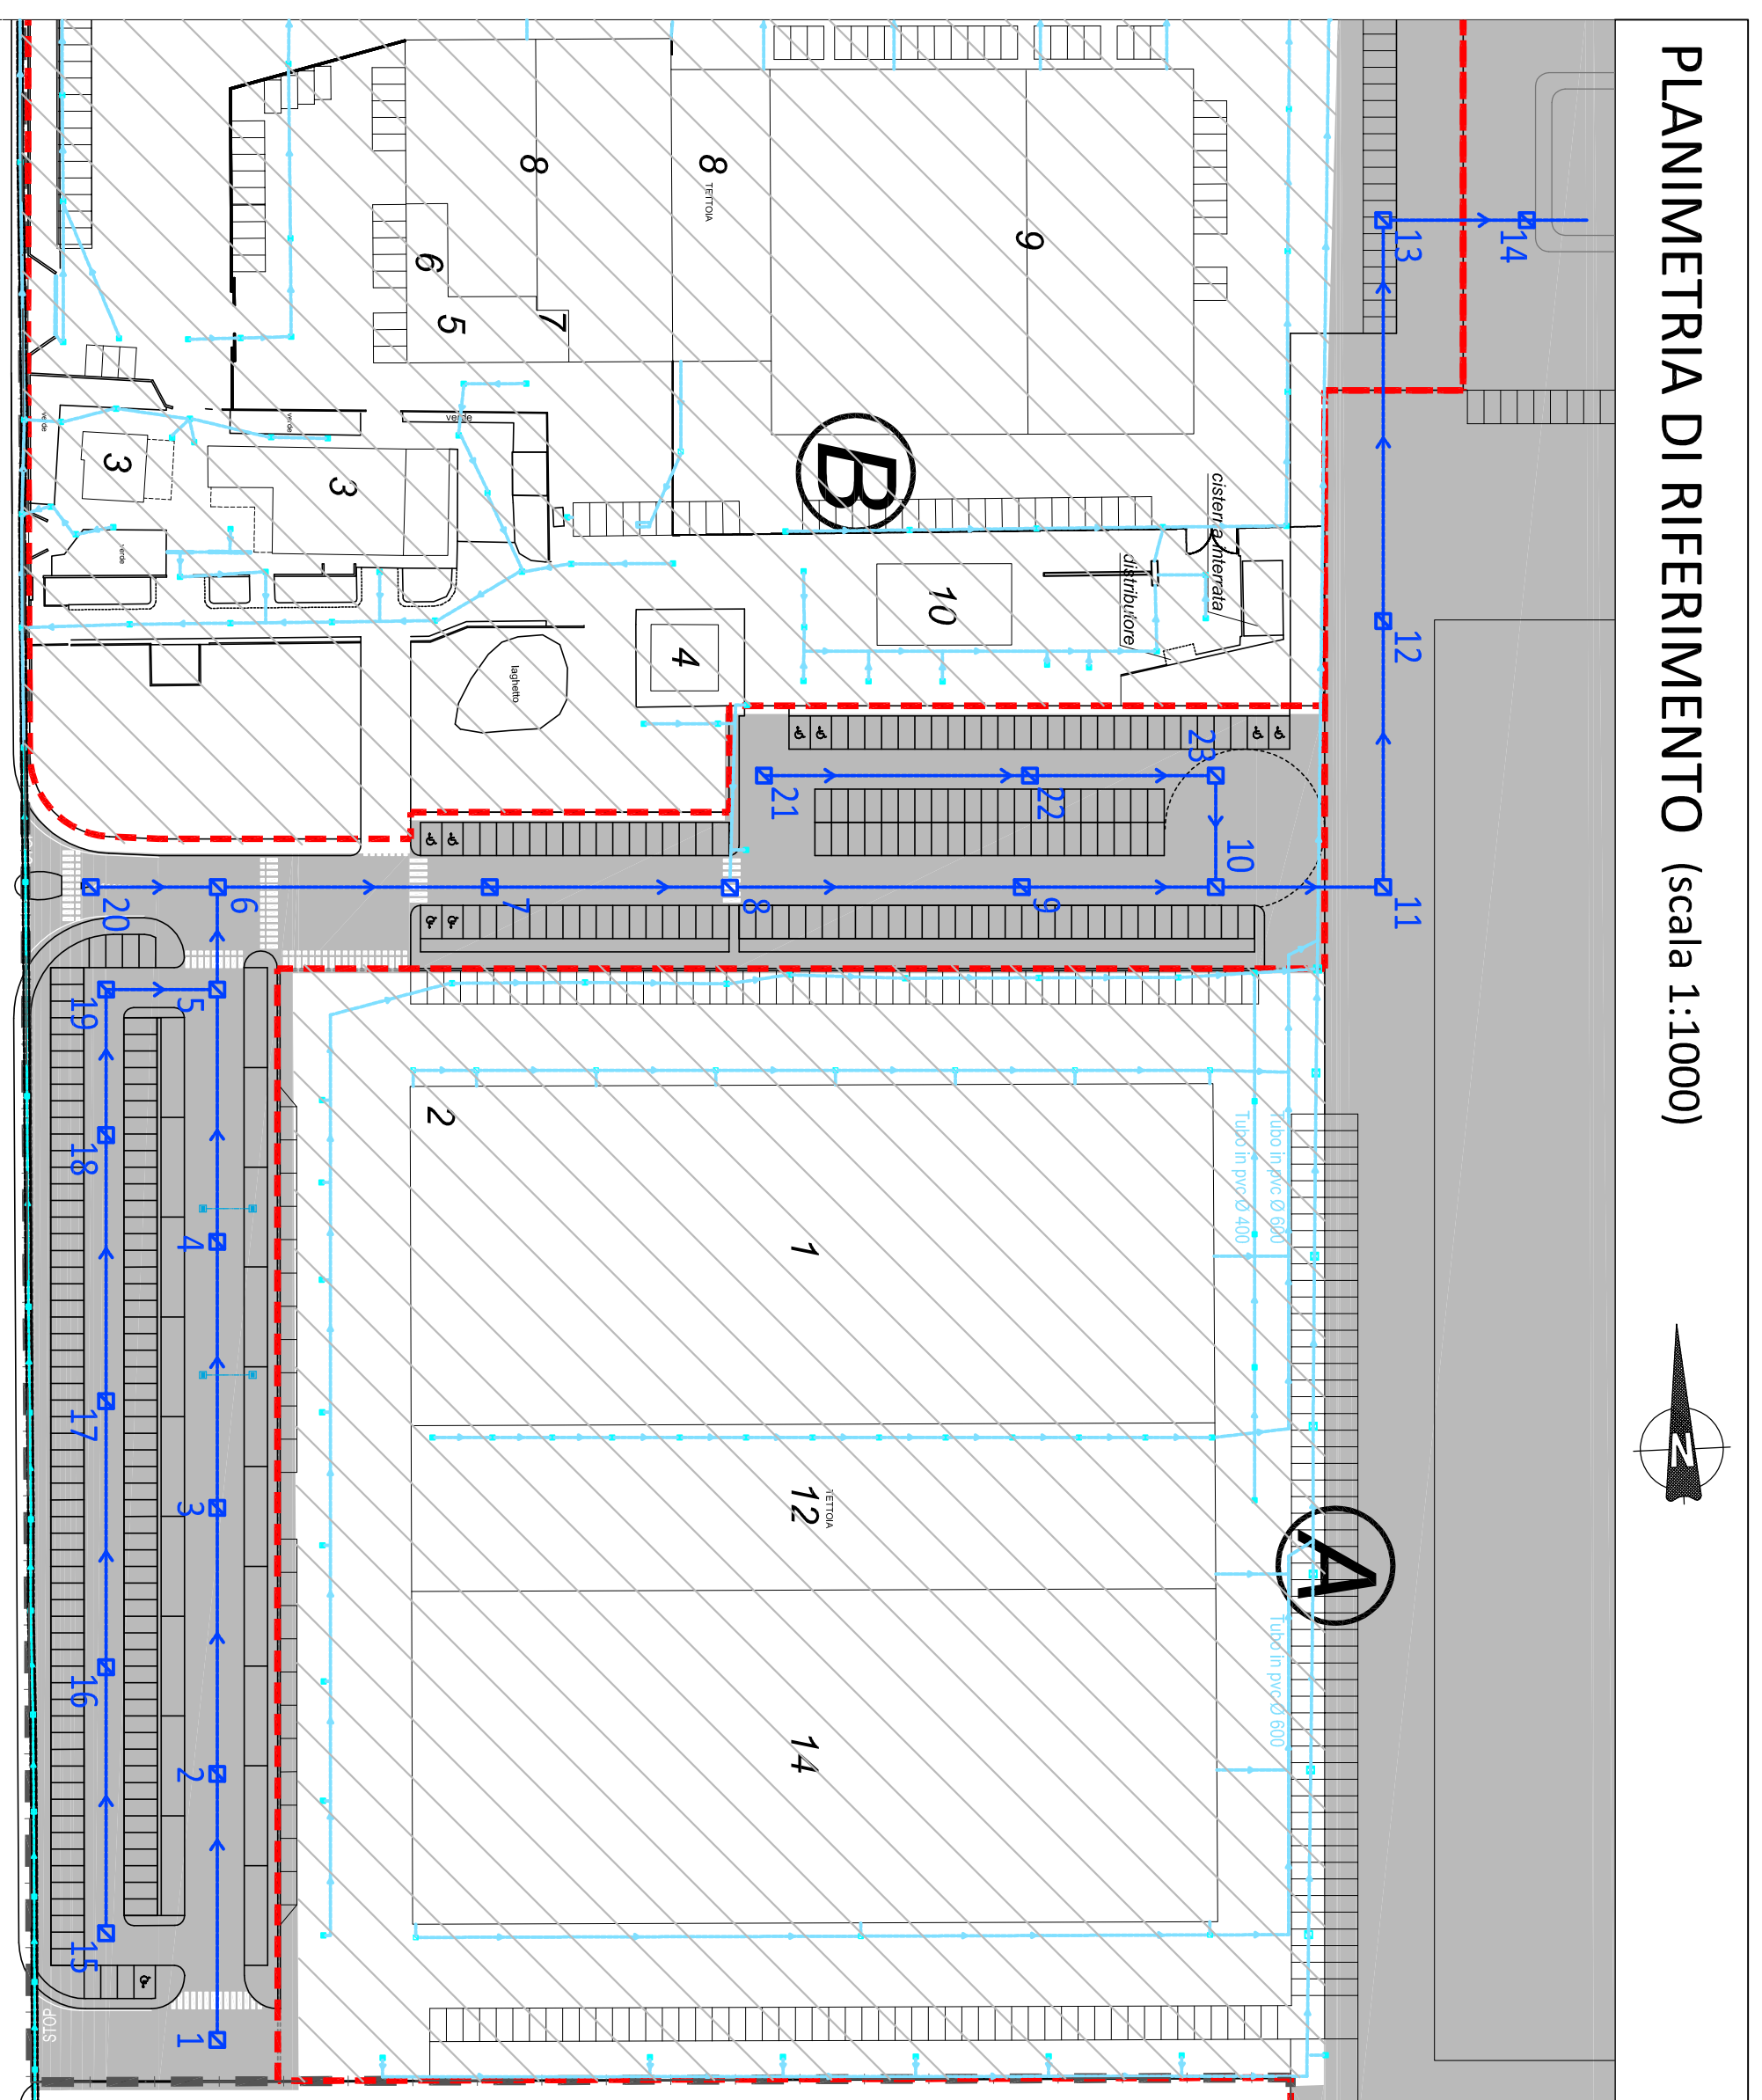 PLANIMETRIA DI RIFERIMENTO (scala 1:1000)
N
13
14
12
11
8
8
TETTOIA
9
6
5
7
B
cisterna interrata
distributore
verde
verde
verde
verde
3
3
10
4
laghetto
23
21
22
10
20
6
7
8
9
19
5
2
Tubo in pvc Ø 400
Tubo in pvc Ø 600
18
4
1
17
3
12
TETTOIA
A
16
2
14
Tubo in pvc Ø 600
15
1
STOP